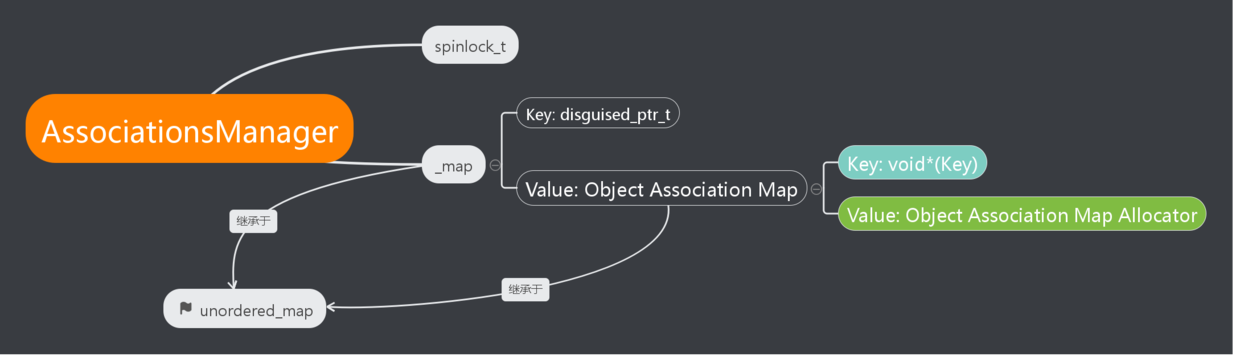 spinlock_t
AssociationsManager
Key: disguised_ptr_t
_map
Key: void*(Key)
Value: Object Association Map
Value: Object Association Map Allocator
继承于
继承于
unordered_map